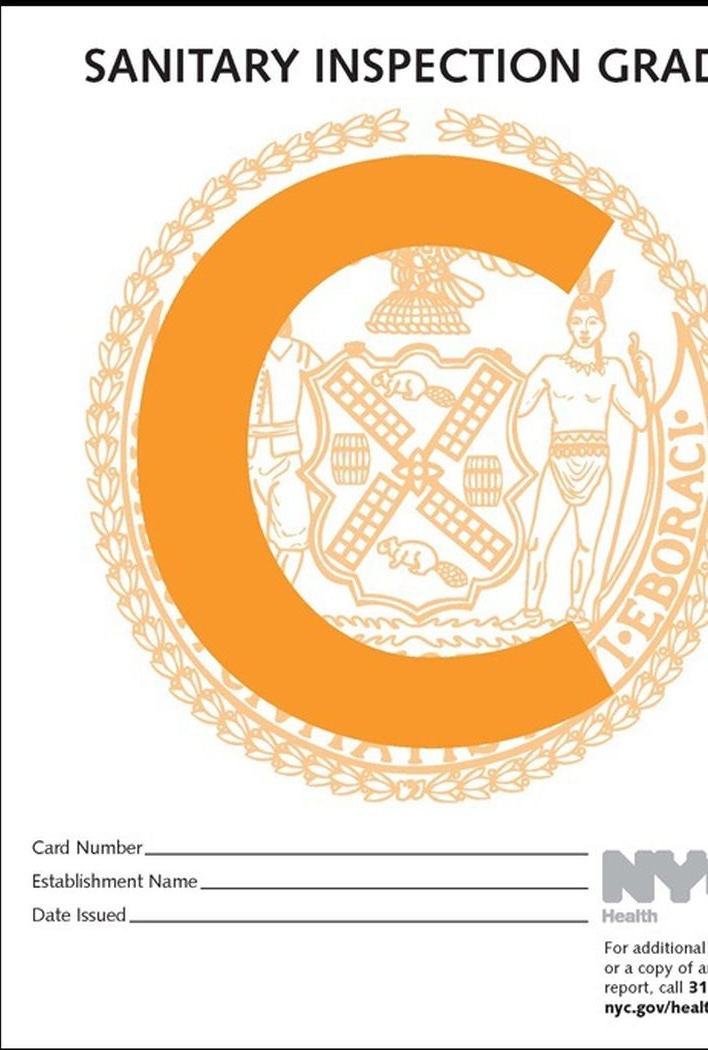 SANITARY INSPECTION GRAD
C
I·EBORACI·
Card Number
Establishment Name
Date Issued
NYC
Health
For additional
or a copy of a
report, call 31
nyc.gov/healt